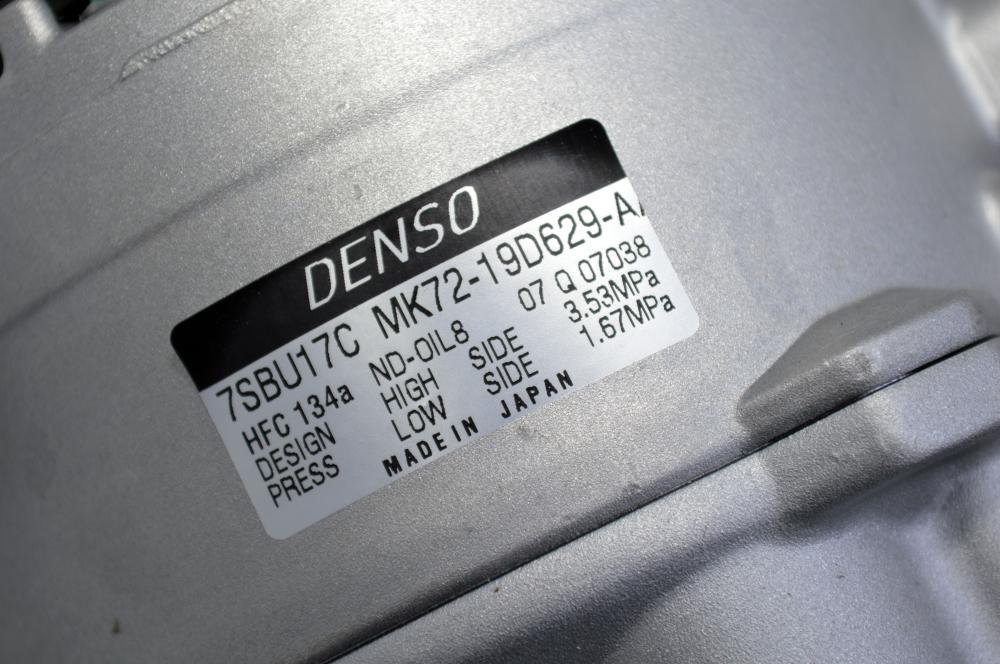 DENSO
7SBU17C MK72-19D629-A
HFC 134a ND-OIL8 07 Q 07038
DESIGN HIGH SIDE 3.53MPa
PRESS LOW SIDE 1.67MPa
MADE IN JAPAN